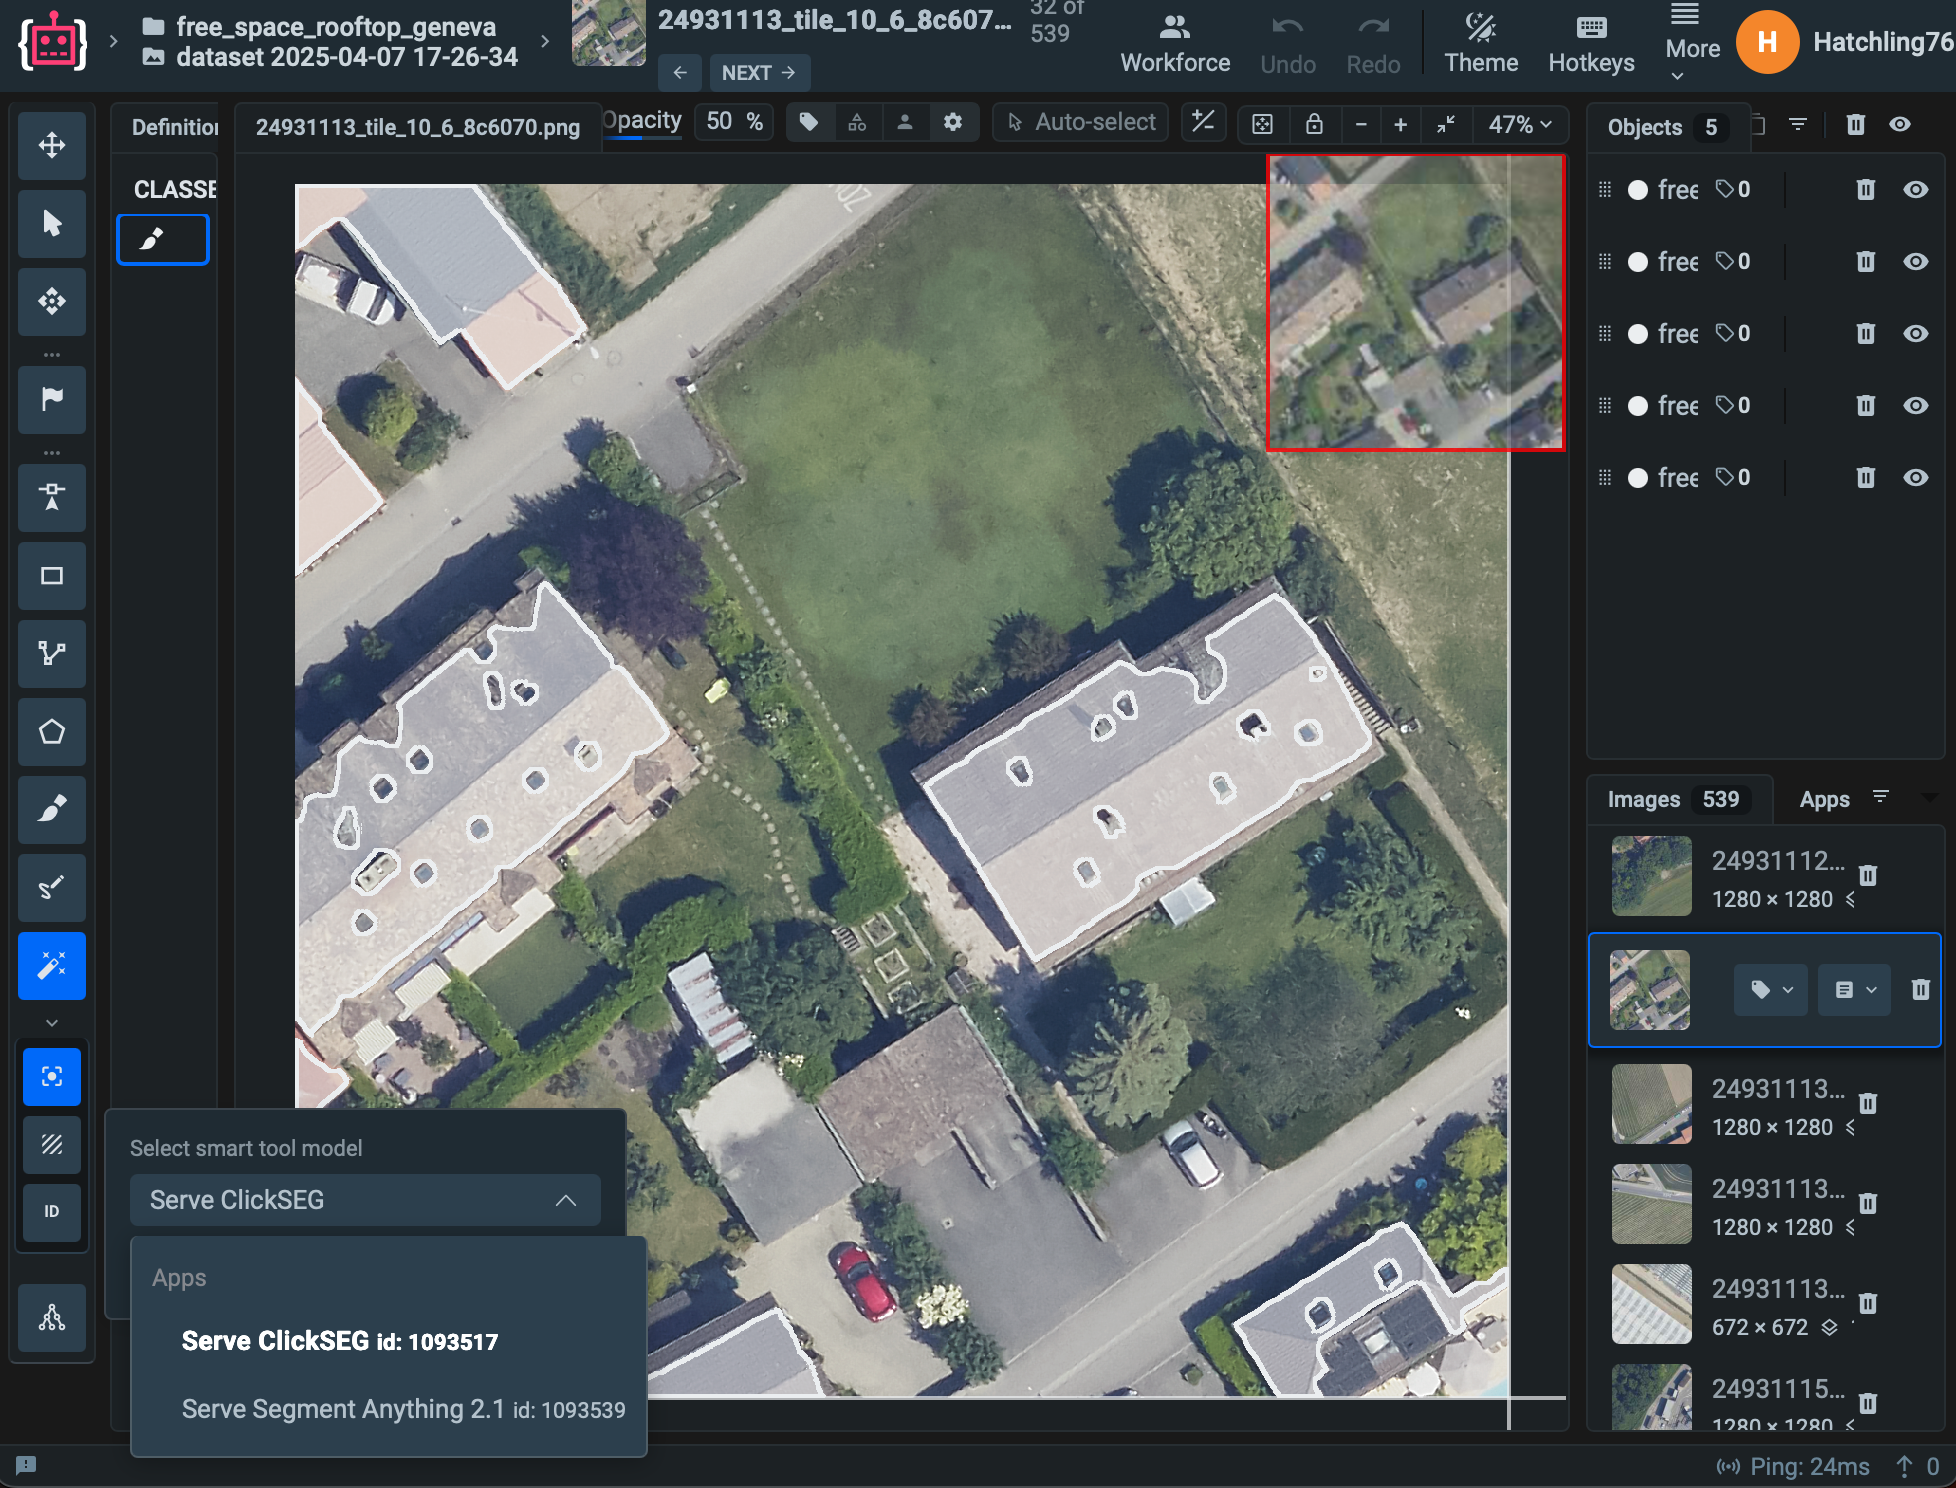 free_space_rooftop_geneva
dataset 2025-04-07 17-26-34
24931113_tile_10_6_8c607...
32 of
539
NEXT
Workforce
Undo
Redo
Theme
Hotkeys
More
H
Hatchling76
Definition
24931113_tile_10_6_8c6070.png
Opacity
50 %
Auto-select
47%
Objects 5
CLASSE
free 0
free 0
free 0
free 0
free 0
Images 539
Apps
24931112...
1280 × 1280
24931113...
1280 × 1280
24931113...
1280 × 1280
24931113...
672 × 672
24931115...
1280 × 1280
ID
Select smart tool model
Serve ClickSEG
Apps
Serve ClickSEG id: 1093517
Serve Segment Anything 2.1 id: 1093539
Ping: 24ms
0